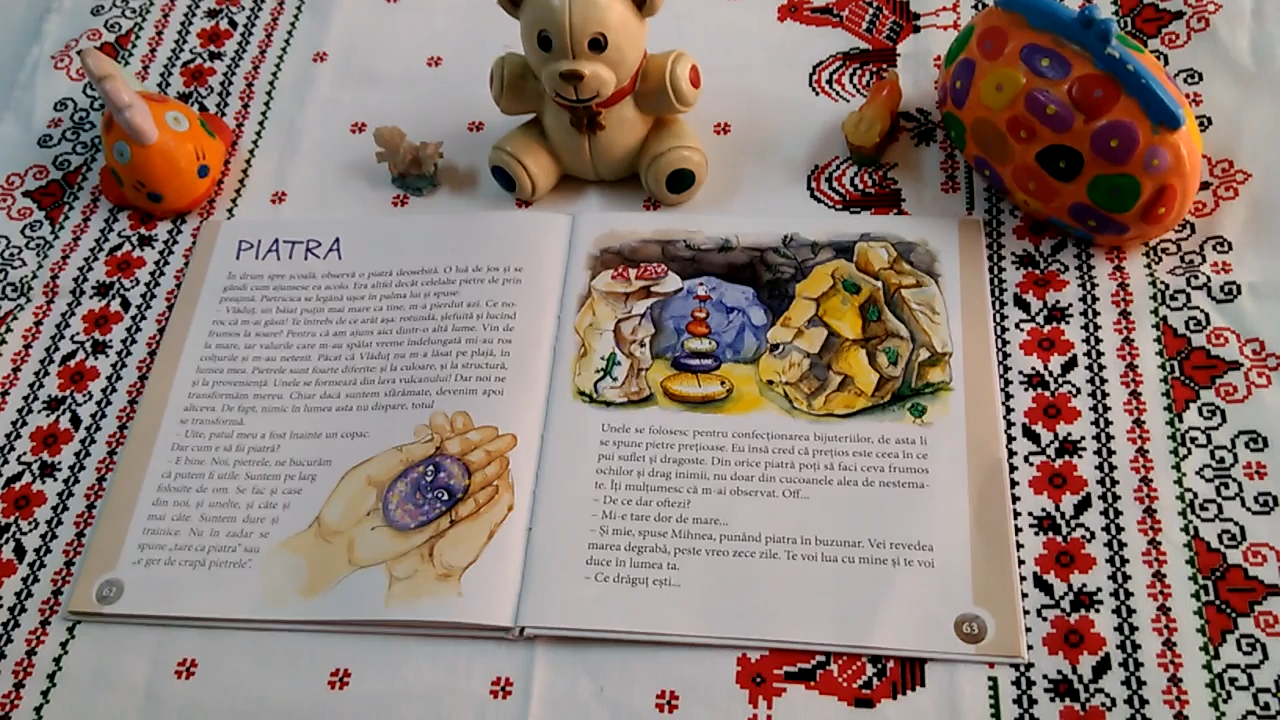 PIATRA
În drum spre școală, observă o piatră deosebită. O luă de jos și se
gândi cum ajunsese ea acolo. Era altfel decât celelalte pietre de prin
preajmă. Pietricica se legănă ușor în palma lui și spuse:
– Vlăduț, un băiat puțin mai mare ca tine, m-a pierdut azi. Ce no-
roc că m-ai găsit! Te întrebi de ce arăt așa: rotundă, șlefuită și lucind
frumos la soare? Pentru că am ajuns aici dintr-o altă lume. Vin de
la mare, iar valurile care m-au spălat vreme îndelungată mi-au ros
colțurile și m-au netezit. Păcat că Vlăduț nu m-a lăsat pe plajă, în
lumea mea. Pietrele sunt foarte diferite: și la culoare, și la structură,
și la proveniență. Unele se formează din lava vulcanului! Dar noi ne
transformăm mereu. Chiar dacă suntem sfărâmate, devenim apoi
altceva. De fapt, nimic în lumea asta nu dispare, totul
se transformă.
– Uite, patul meu a fost înainte un copac.
Dar cum e să fii piatră?
– E bine. Noi, pietrele, ne bucurăm
că putem fi utile. Suntem pe larg
folosite de om. Se fac și case
din noi, și unelte, și câte și
mai câte. Suntem dure și
trainice. Nu în zadar se
spune „tare ca piatra” sau
„e ger de crapă pietrele”.
62
Unele se folosesc pentru confecționarea bijuteriilor, de asta li
se spune pietre prețioase. Eu însă cred că prețios este ceea în ce
pui suflet și dragoste. Din orice piatră poți să faci ceva frumos
ochilor și drag inimii, nu doar din cucoanele alea de nestema-
te. Îți mulțumesc că m-ai observat. Off...
– De ce dar oftezi?
– Mi-e tare dor de mare...
– Și mie, spuse Mihnea, punând piatra în buzunar. Vei revedea
marea degrabă, peste vreo zece zile. Te voi lua cu mine și te voi
duce în lumea ta.
– Ce drăguț ești...
63